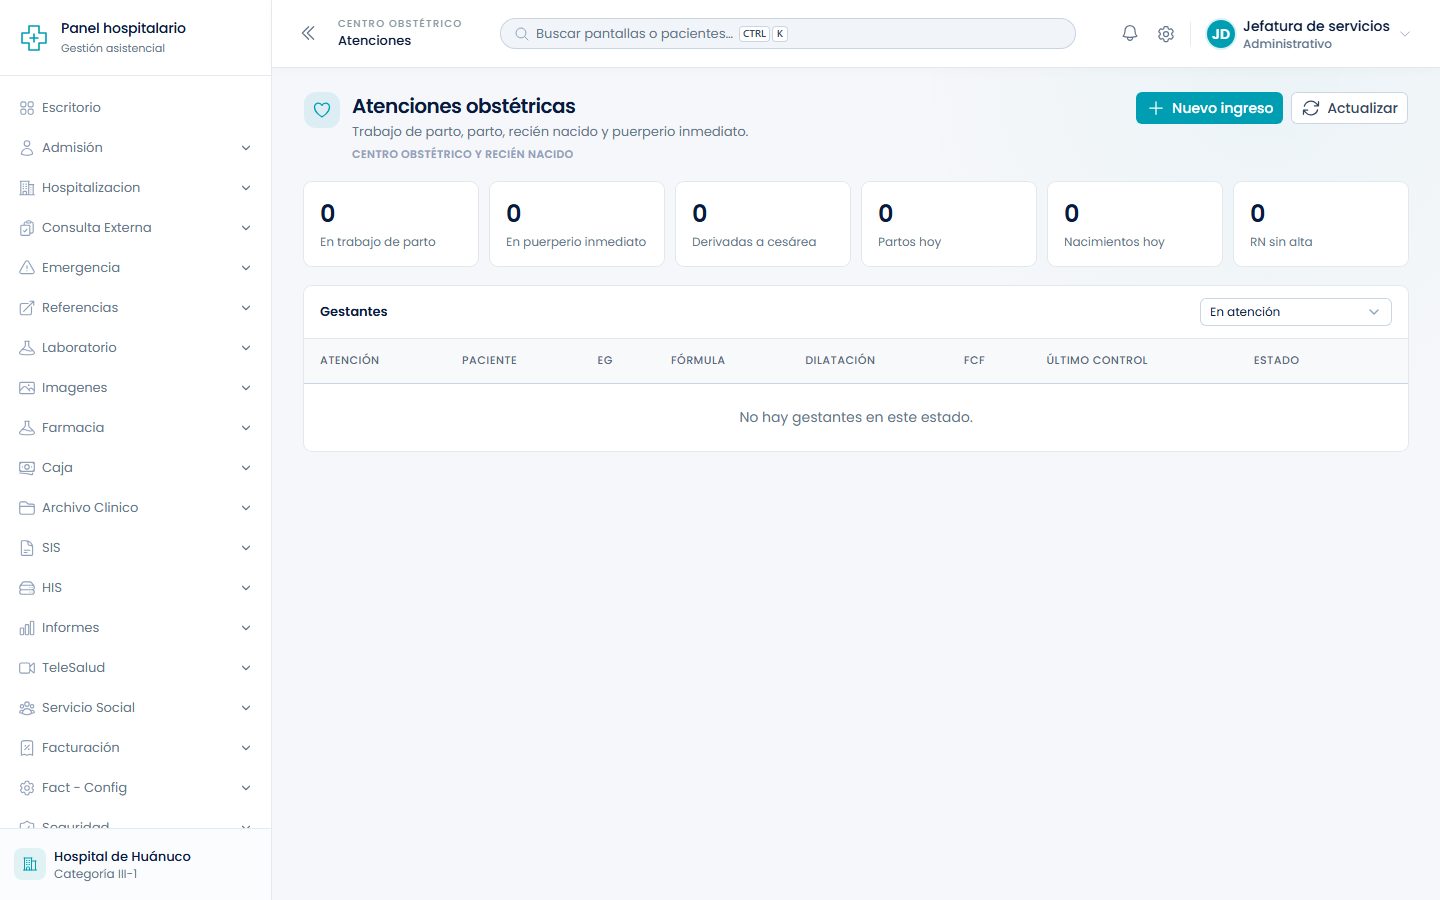 Panel hospitalario
Gestión asistencial
Escritorio
Admisión
Hospitalizacion
Consulta Externa
Emergencia
Referencias
Laboratorio
Imagenes
Farmacia
Caja
Archivo Clinico
SIS
HIS
Informes
TeleSalud
Servicio Social
Facturación
Fact - Config
Seguridad
Hospital de Huánuco
Categoría III-1
CENTRO OBSTÉTRICO
Atenciones
Buscar pantallas o pacientes... CTRL K
JD
Jefatura de servicios
Administrativo
Atenciones obstétricas
Trabajo de parto, parto, recién nacido y puerperio inmediato.
CENTRO OBSTÉTRICO Y RECIÉN NACIDO
Nuevo ingreso
Actualizar
0
En trabajo de parto
0
En puerperio inmediato
0
Derivadas a cesárea
0
Partos hoy
0
Nacimientos hoy
0
RN sin alta
Gestantes
En atención
ATENCIÓN PACIENTE EG FÓRMULA DILATACIÓN FCF ÚLTIMO CONTROL ESTADO
No hay gestantes en este estado.